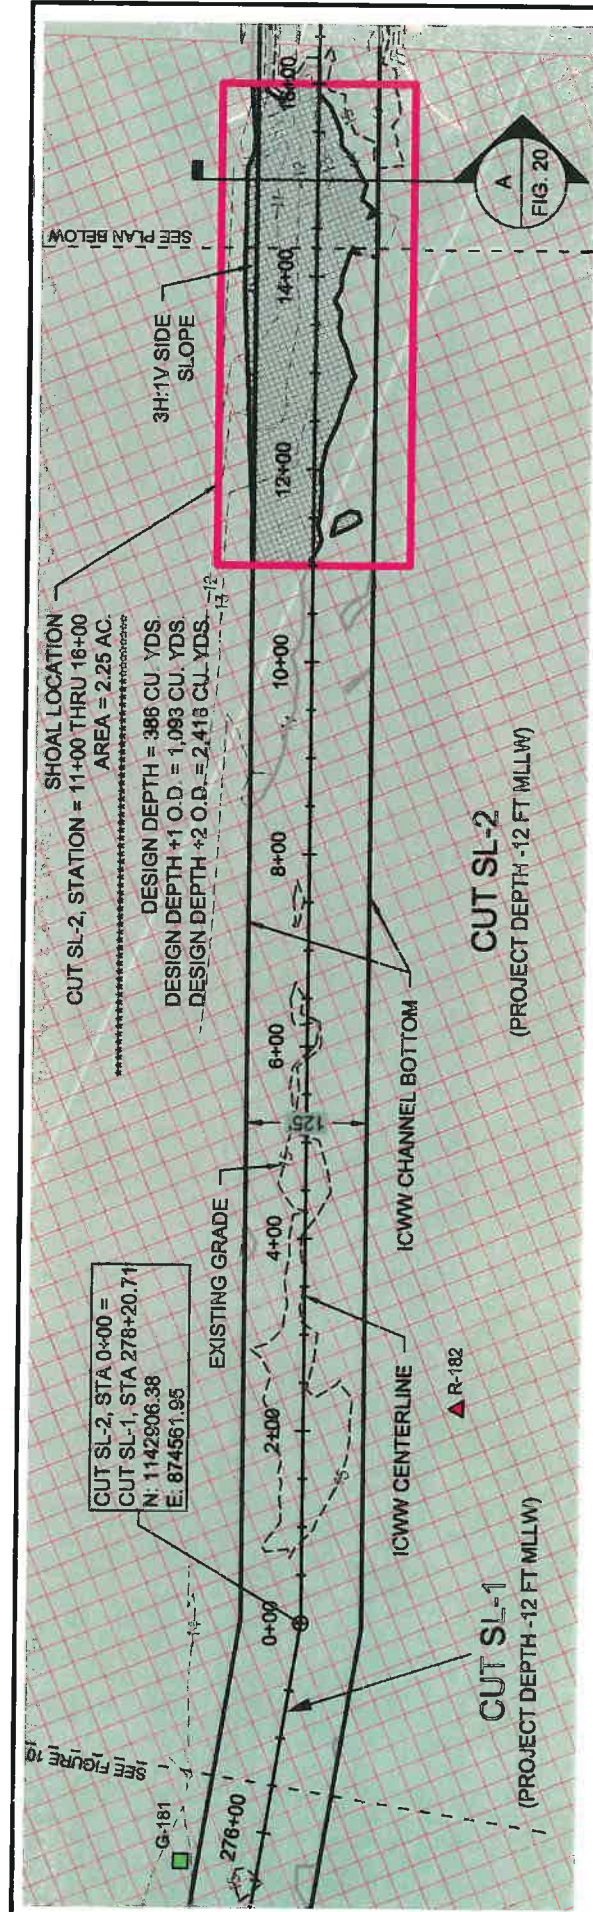 SHOAL LOCATION
CUT SL-2, STATION = 11+00 THRU 16+00
AREA = 2.25 AC.
********************************
DESIGN DEPTH = 386 CU. YDS.
DESIGN DEPTH +1 O.D. = 1,093 CU. YDS.
DESIGN DEPTH +2 O.D. = 2,416 CU. YDS.
3H:1V SIDE
SLOPE
SEE PLAN BELOW
CUT SL-2, STA 0+00 =
CUT SL-1, STA 278+20.71
N: 1142906.38
E: 874561.95
EXISTING GRADE
SEE FIGURE 19
G-181
276+00
0+00
2+00
4+00
6+00
8+00
10+00
12+00
14+00
16+00
125'
-12
-13
A
FIG. 20
ICWW CENTERLINE
ICWW CHANNEL BOTTOM
R-182
CUT SL-1
(PROJECT DEPTH -12 FT MLLW)
CUT SL-2
(PROJECT DEPTH -12 FT MLLW)